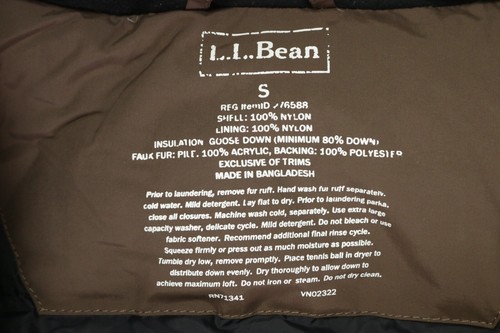 L.L.Bean
S
REG ItemID 76588
SHELL: 100% NYLON
LINING: 100% NYLON
INSULATION GOOSE DOWN (MINIMUM 80% DOWN)
FAUX FUR: PILE: 100% ACRYLIC, BACKING: 100% POLYESTER
EXCLUSIVE OF TRIMS
MADE IN BANGLADESH
Prior to laundering, remove fur ruff. Hand wash fur ruff separately,
cold water. Mild detergent. Lay flat to dry. Prior to laundering parka,
close all closures. Machine wash cold, separately. Use extra large
capacity washer, delicate cycle. Mild detergent. Do not bleach or use
fabric softener. Recommend additional final rinse cycle.
Squeeze firmly or press out as much moisture as possible.
Tumble dry low, remove promptly. Place tennis ball in dryer to
distribute down evenly. Dry thoroughly to allow down to
achieve maximum loft. Do not iron or steam. Do not dry clean.
RN71341 VN02322